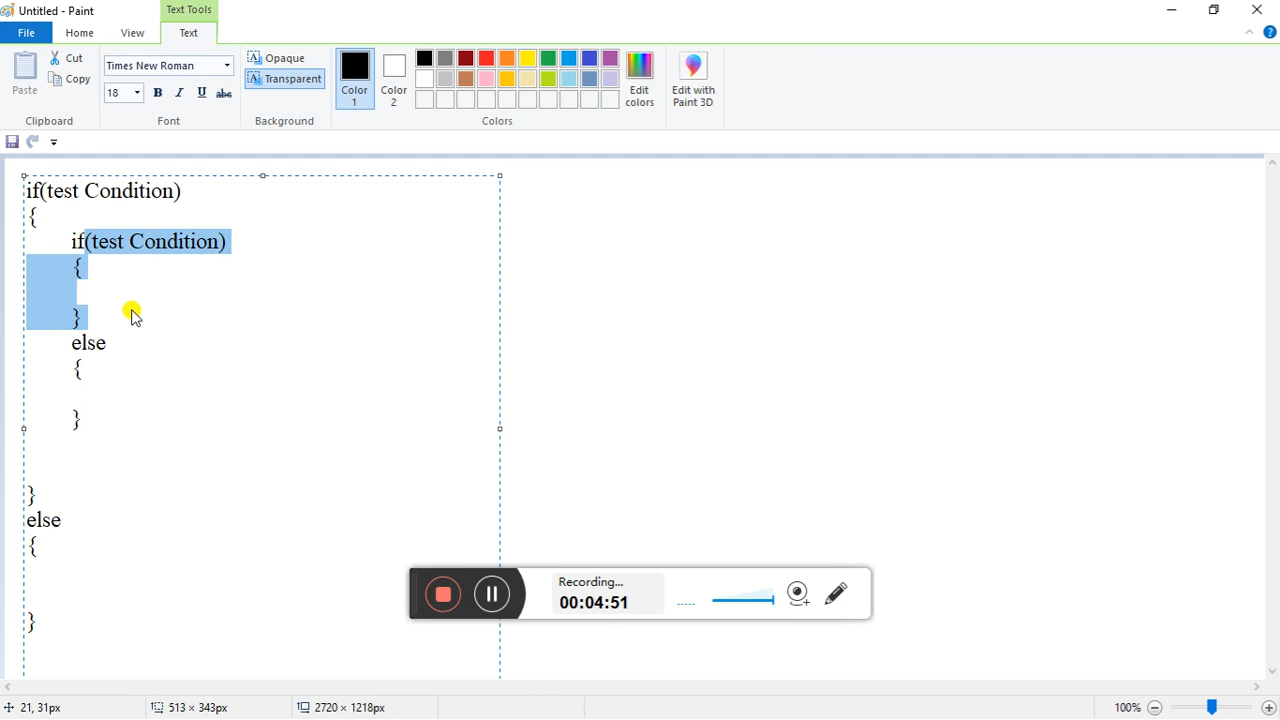 Untitled - Paint
Text Tools
File
Home
View
Text
Paste
Cut
Copy
Clipboard
Times New Roman
18
B
I
U
abc
Font
Opaque
Transparent
Background
Color
1
Color
2
Edit
colors
Colors
Edit with
Paint 3D
if(test Condition)
{
if(test Condition)
{
}
else
{
}
}
else
{
}
Recording...
00:04:51
21, 31px
513 × 343px
2720 × 1218px
100%